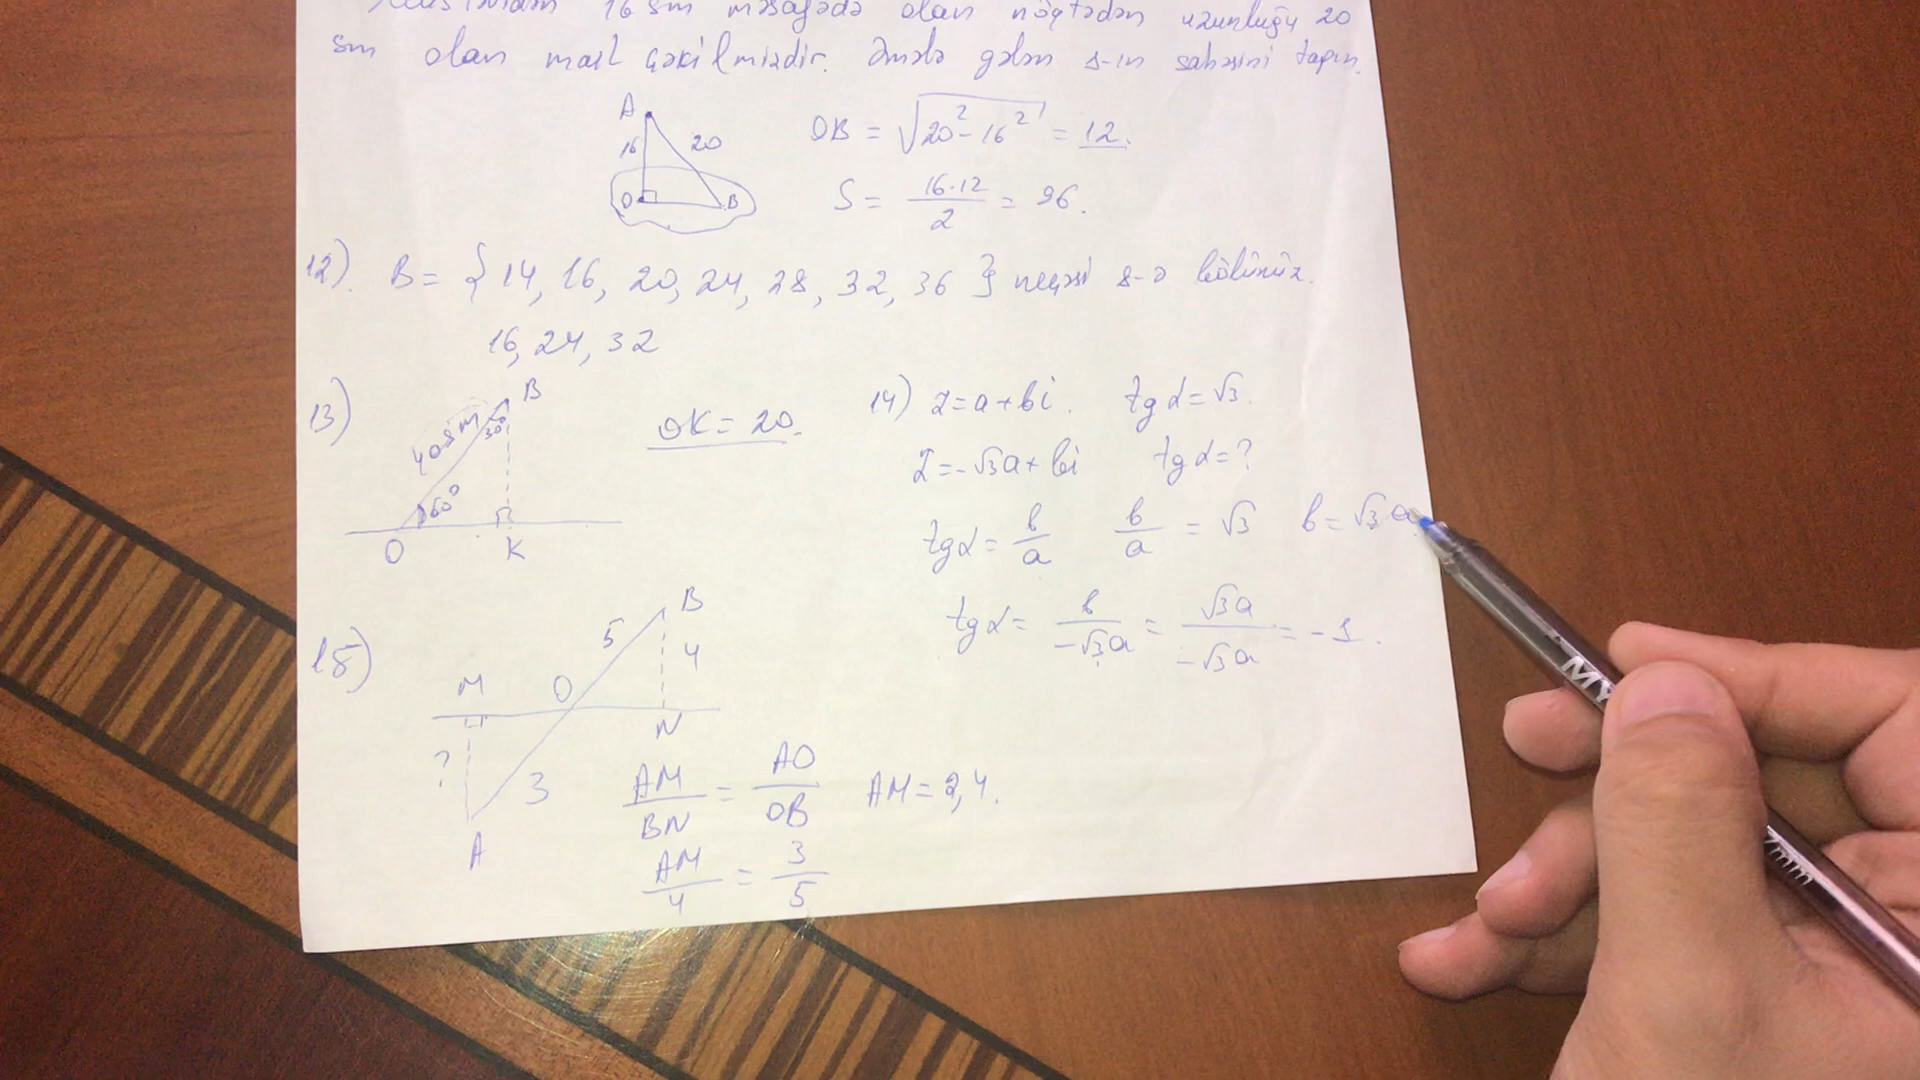 16 sm məsafədə olan nöqtədən uzunluğu 20
sm olan mail çəkilmişdir. Əmələ gələn Δ-ın sahəsini tapın.
A
16
20
O
B
OB = √20² - 16² = 12.
S = 16·12/2 = 96.
12). B = {14, 16, 20, 24, 28, 32, 36} neçəsi 8-ə bölünür.
16, 24, 32
13)
B
40 sm
30°
60°
O
K
OK = 20.
14) Z = a + bi. tg α = √3.
Z = -√3a + bi tg α = ?
tg α = b/a b/a = √3 b = √3 a
tg α = b/-√3a = √3a/-√3a = -1.
15)
B
5
4
M
O
N
?
3
A
AM/BN = AO/OB AM = 2,4.
AM/4 = 3/5
MY